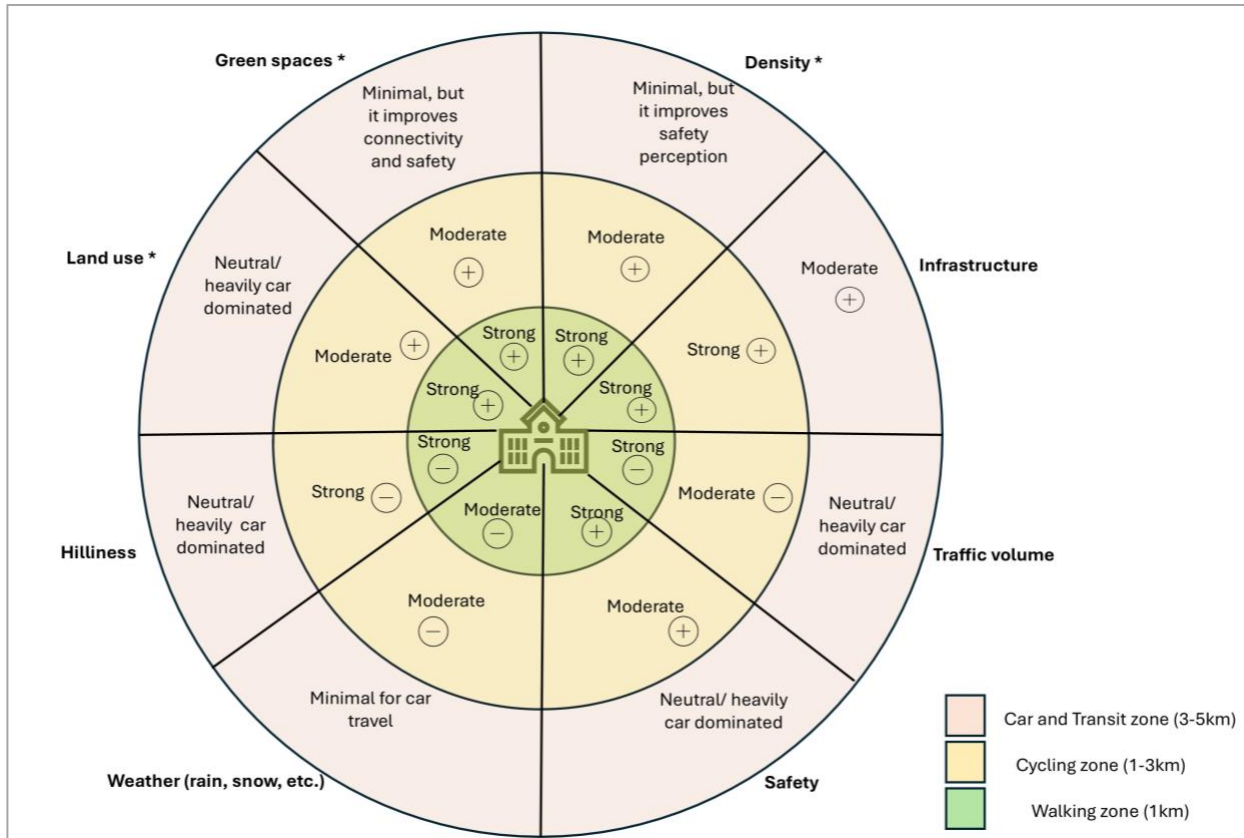 Green spaces *
Density *
Minimal, but
it improves
connectivity
and safety
Minimal, but
it improves
safety
perception
Land use *
Neutral/
heavily car
dominated
Moderate
+
Moderate
+
Moderate
+
Infrastructure
Moderate
+
Strong
+
Strong
+
Strong +
Strong
+
Strong
+
Hilliness
Neutral/
heavily car
dominated
Strong −
Strong
−
Strong
−
Moderate −
Neutral/
heavily car
dominated
Traffic volume
Moderate
−
Strong
+
Moderate
−
Moderate
+
Minimal for car
travel
Neutral/ heavily
car dominated
Weather (rain, snow, etc.)
Safety
Car and Transit zone (3-5km)
Cycling zone (1-3km)
Walking zone (1km)